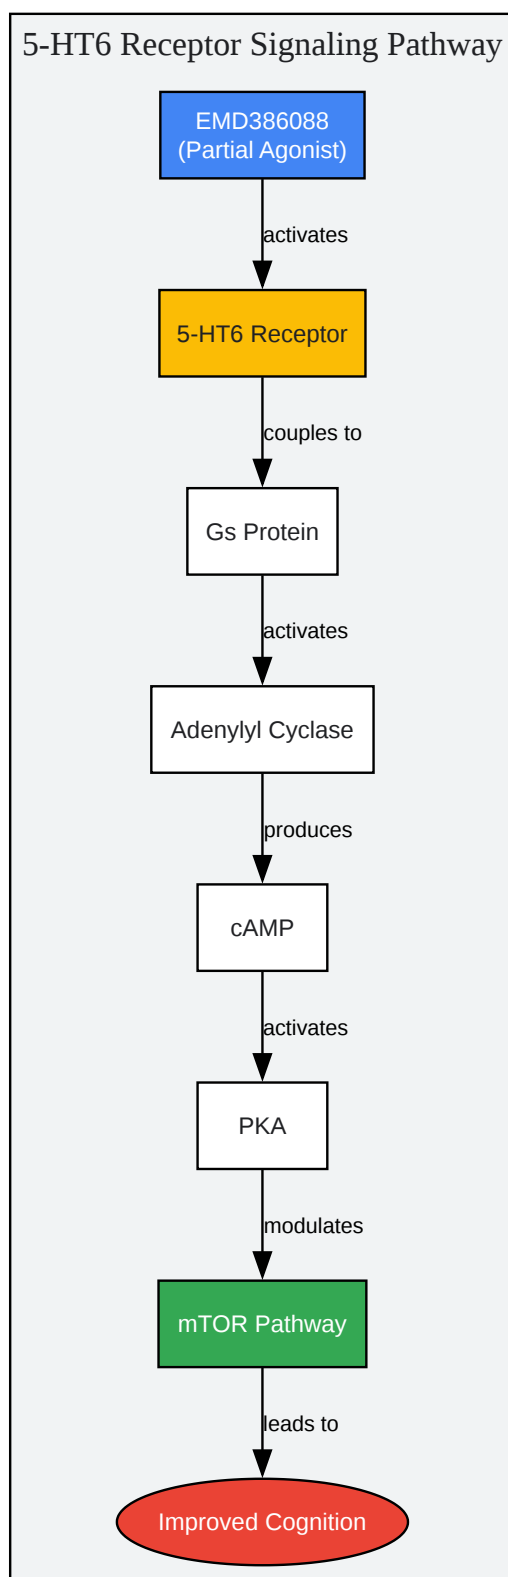 5-HT6 Receptor Signaling Pathway
EMD386088
(Partial Agonist)
activates
5-HT6 Receptor
couples to
Gs Protein
activates
Adenylyl Cyclase
produces
cAMP
activates
PKA
modulates
mTOR Pathway
leads to
Improved Cognition